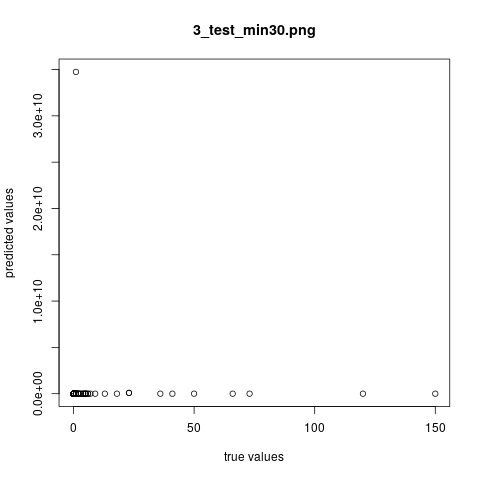 3_test_min30.png
predicted values
3.0e+10
2.0e+10
1.0e+10
0.0e+00
0 50 100 150
true values